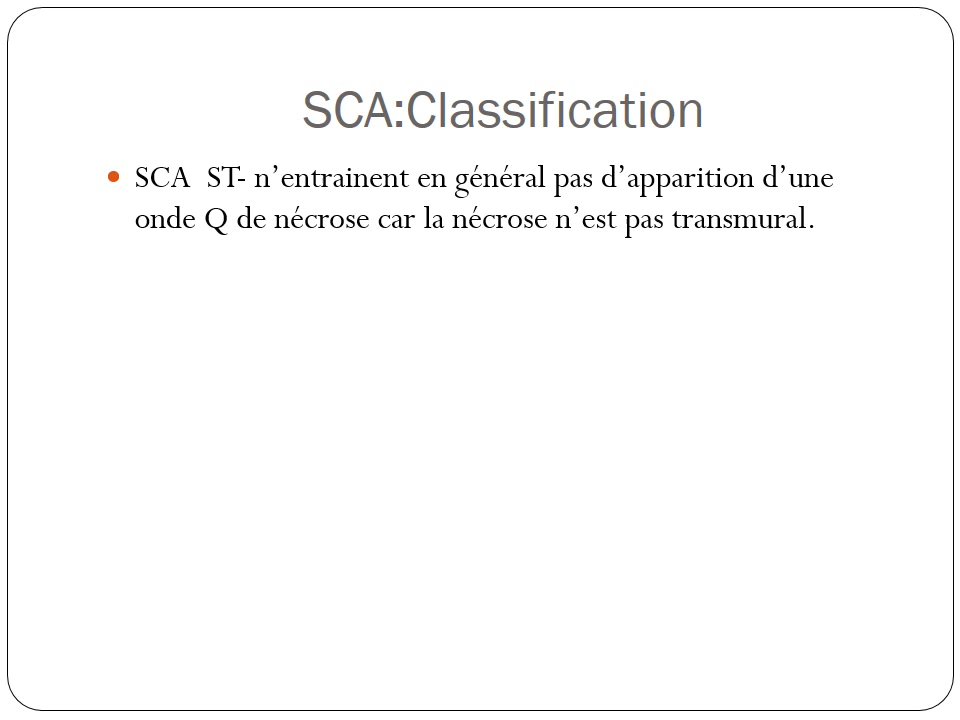 SCA:Classification
SCA  ST- n’entrainent en général pas d’apparition d’une
onde Q de nécrose car la nécrose n’est pas transmural.